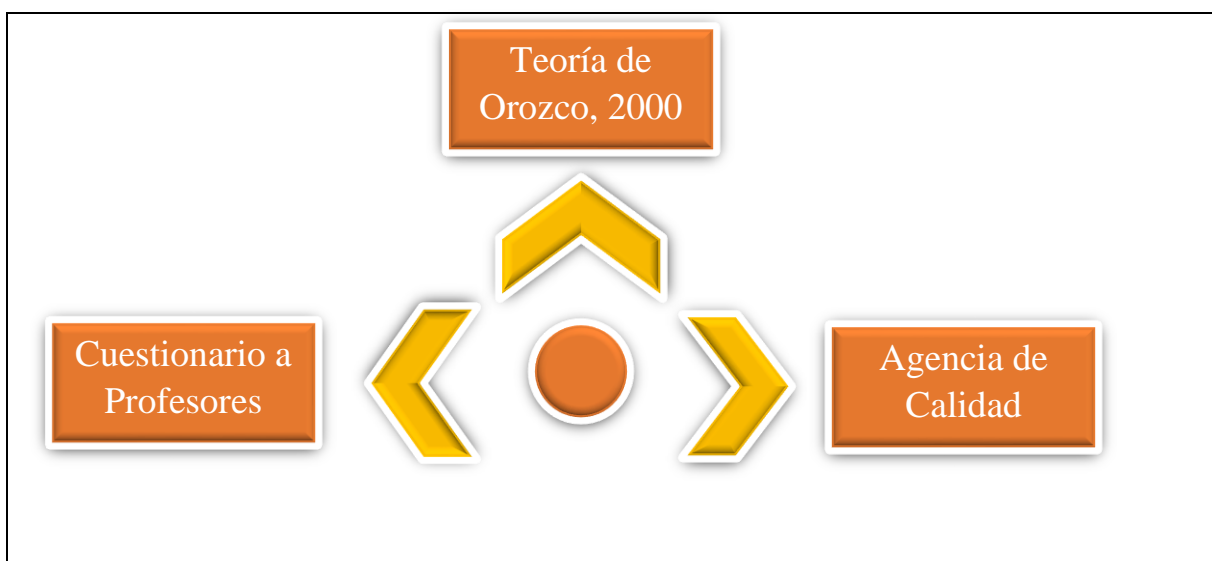 Teoría de
Orozco, 2000
Cuestionario a
Profesores
Agencia de
Calidad